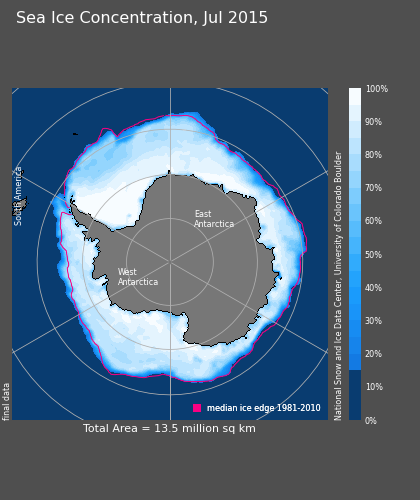 Sea Ice Concentration, Jul 2015
South America
East
Antarctica
West
Antarctica
median ice edge 1981-2010
Total Area = 13.5 million sq km
final data
National Snow and Ice Data Center, University of Colorado Boulder
100%
90%
80%
70%
60%
50%
40%
30%
20%
10%
0%